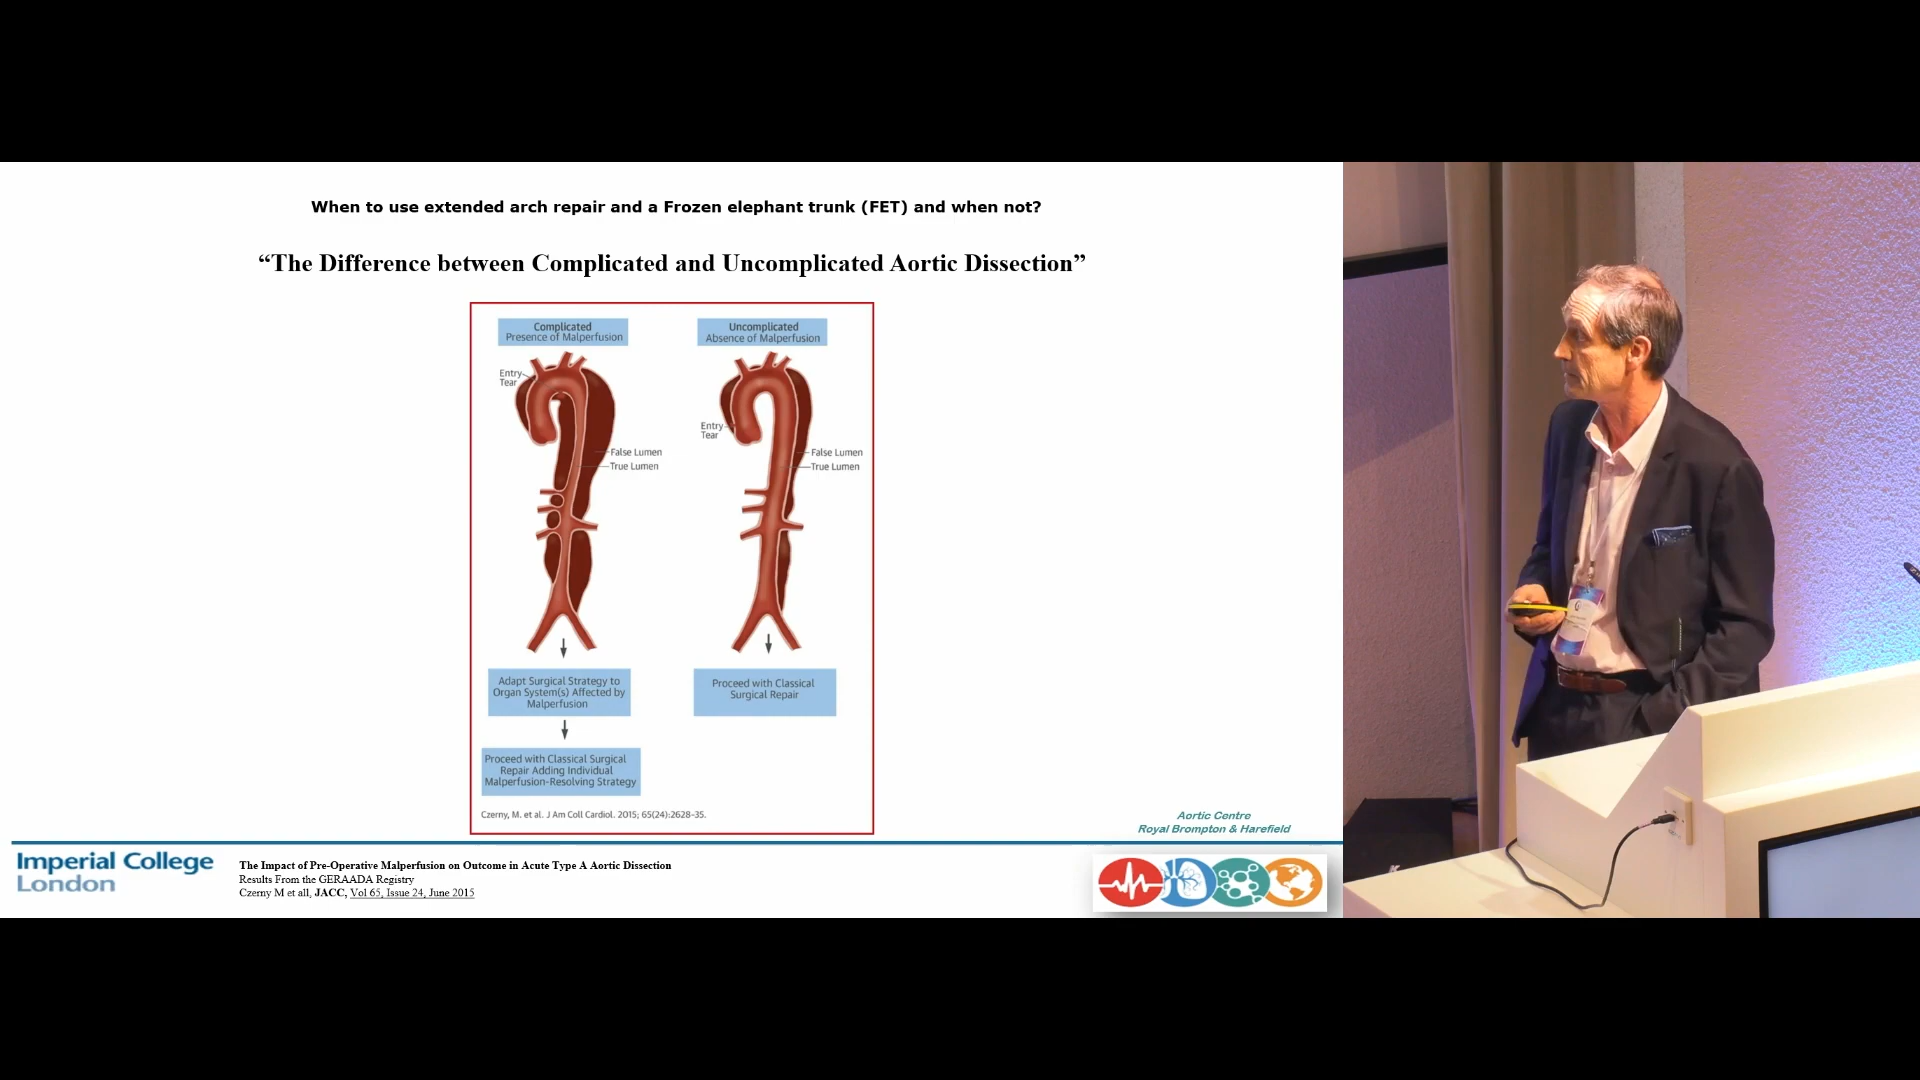 When to use extended arch repair and a Frozen elephant trunk (FET) and when not?
“The Difference between Complicated and Uncomplicated Aortic Dissection”
Complicated
Presence of Malperfusion
Uncomplicated
Absence of Malperfusion
Entry
Tear
False Lumen
True Lumen
Entry
Tear
False Lumen
True Lumen
Adapt Surgical Strategy to
Organ System(s) Affected by
Malperfusion
Proceed with Classical
Surgical Repair
Proceed with Classical Surgical
Repair Adding Individual
Malperfusion-Resolving Strategy
Czerny, M. et al. J Am Coll Cardiol. 2015; 65(24):2628-35.
Aortic Centre
Royal Brompton & Harefield
Imperial College
London
The Impact of Pre-Operative Malperfusion on Outcome in Acute Type A Aortic Dissection
Results From the GERAADA Registry
Czerny M et all, JACC, Vol 65, Issue 24, June 2015